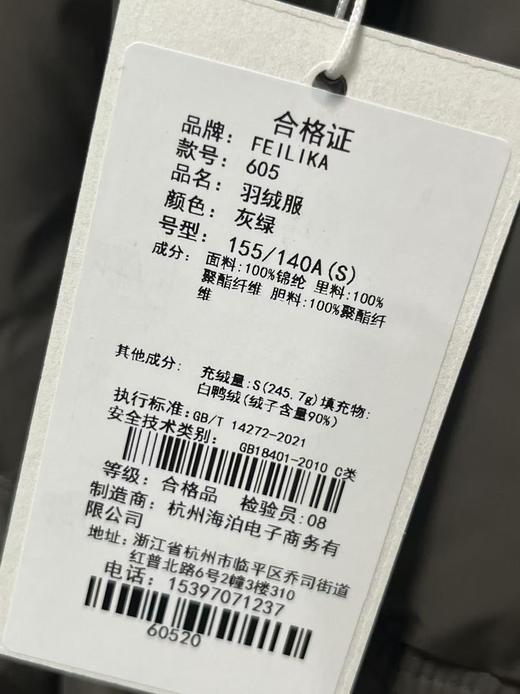 合格证
品牌： FEILIKA
款号： 605
品名： 羽绒服
颜色： 灰绿
号型： 155/140A(S)
成分： 面料:100%锦纶 里料:100%
聚酯纤维 胆料:100%聚酯纤
维
其他成分： 充绒量:S(245.7g)填充物:
白鸭绒(绒子含量90%)
执行标准:GB/T 14272-2021
安全技术类别： GB18401-2010 C类
等级：合格品 检验员:08
制造商：杭州海泊电子商务有
限公司
地址:浙江省杭州市临平区乔司街道
红普北路6号2幢3楼310
电话：15397071237
60520